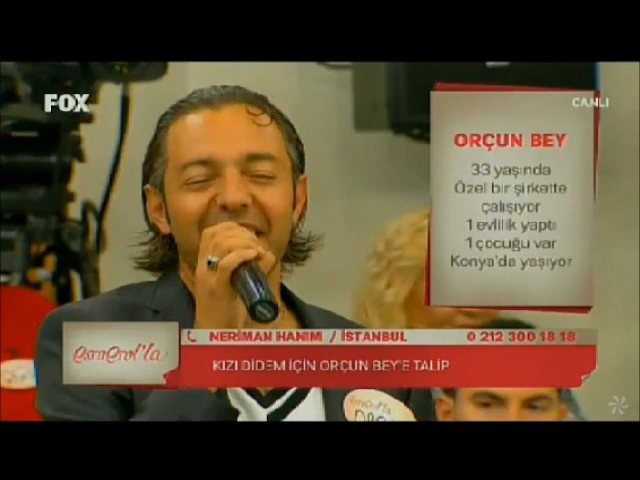 FOX
CANLI
ORÇUN BEY
33 yaşında
Özel bir şirkette
çalışıyor
1 evlilik yaptı
1 çocuğu var
Konya'da yaşıyor
NERİMAN HANIM / İSTANBUL 0 212 300 18 18
esra erol'la
KIZI DİDEM İÇİN ORÇUN BEY'E TALİP